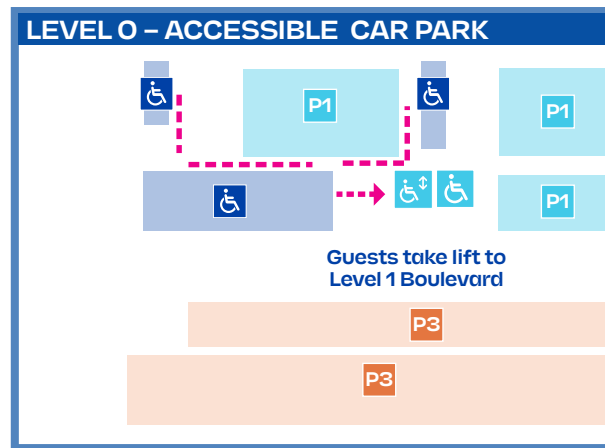 LEVEL 0 – ACCESSIBLE CAR PARK
P1
P1
P1
Guests take lift to
Level 1 Boulevard
P3
P3